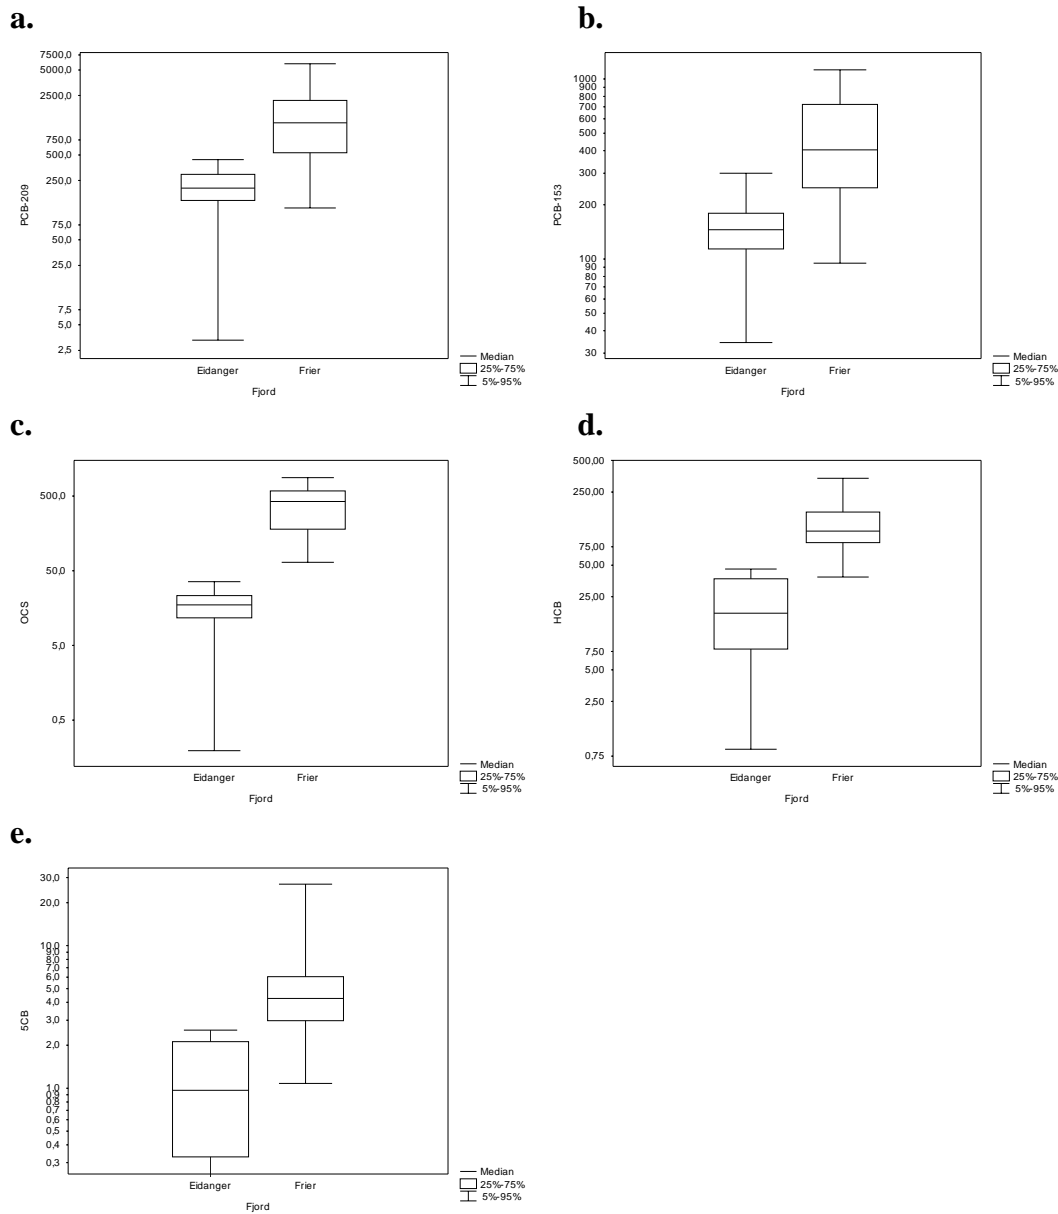 a.
7500,0
5000,0
2500,0
750,0
500,0
250,0
75,0
50,0
25,0
7,5
5,0
2,5
PCB-209
Eidanger Frier
Fjord
Median
25%-75%
5%-95%
b.
1000
900
800
700
600
500
400
300
200
100
90
80
70
60
50
40
30
PCB-153
Eidanger Frier
Fjord
Median
25%-75%
5%-95%
c.
500,0
50,0
5,0
0,5
OCS
Eidanger Frier
Fjord
Median
25%-75%
5%-95%
d.
500,00
250,00
75,00
50,00
25,00
7,50
5,00
2,50
0,75
HCB
Eidanger Frier
Fjord
Median
25%-75%
5%-95%
e.
30,0
20,0
10,0
9,0
8,0
7,0
6,0
5,0
4,0
3,0
2,0
1,0
0,9
0,8
0,7
0,6
0,5
0,4
0,3
5CB
Eidanger Frier
Fjord
Median
25%-75%
5%-95%